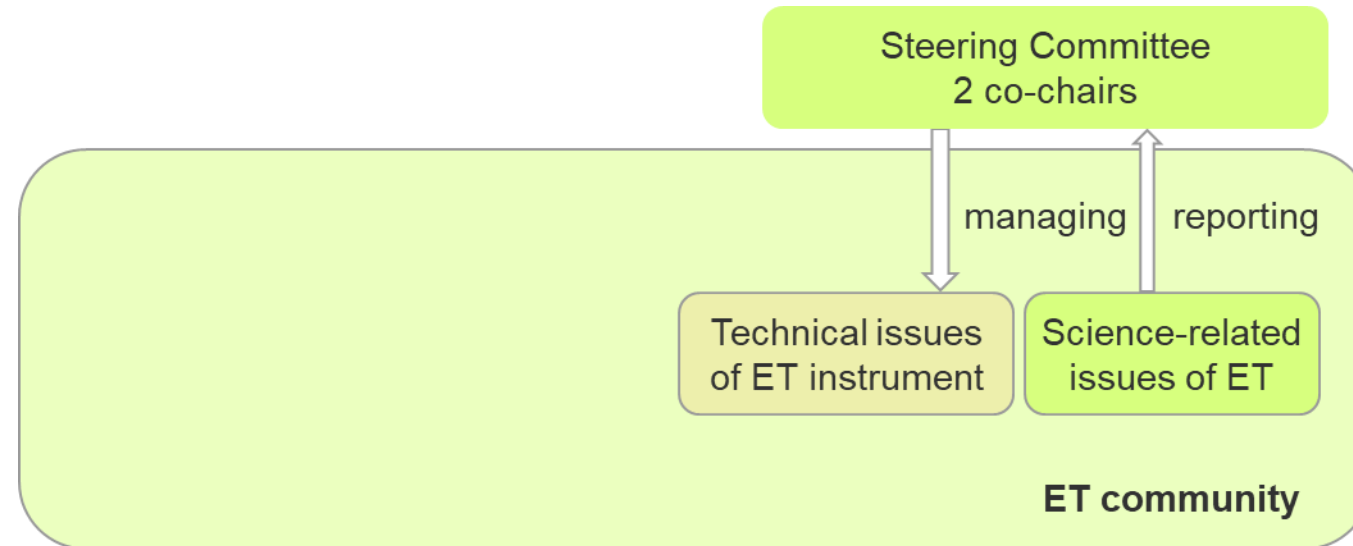 Steering Committee
2 co-chairs
managing
reporting
Technical issues
of ET instrument
Science-related
issues of ET
ET community